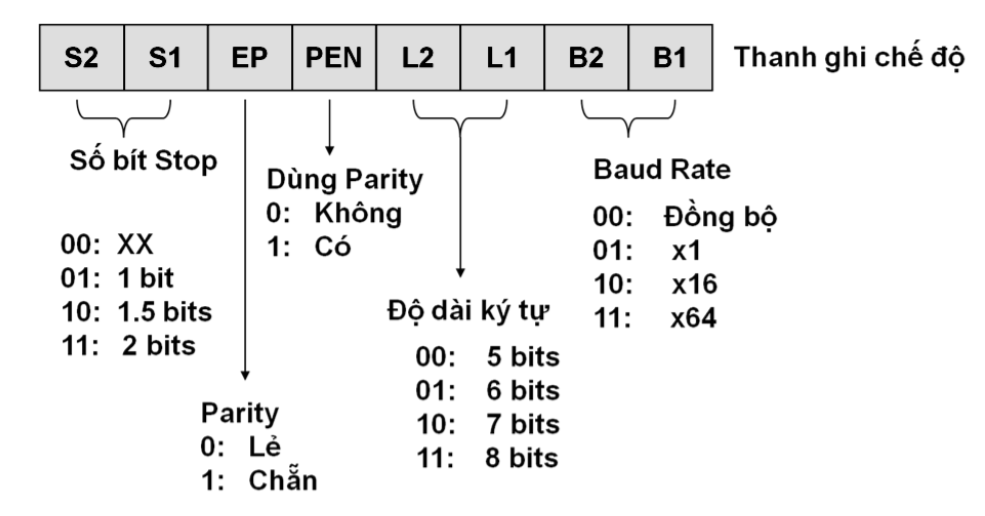 S2 S1 EP PEN L2 L1 B2 B1 Thanh ghi chế độ
Số bít Stop
00: XX
01: 1 bit
10: 1.5 bits
11: 2 bits
Parity
0: Lẻ
1: Chẵn
Dùng Parity
0: Không
1: Có
Độ dài ký tự
00: 5 bits
01: 6 bits
10: 7 bits
11: 8 bits
Baud Rate
00: Đồng bộ
01: x1
10: x16
11: x64